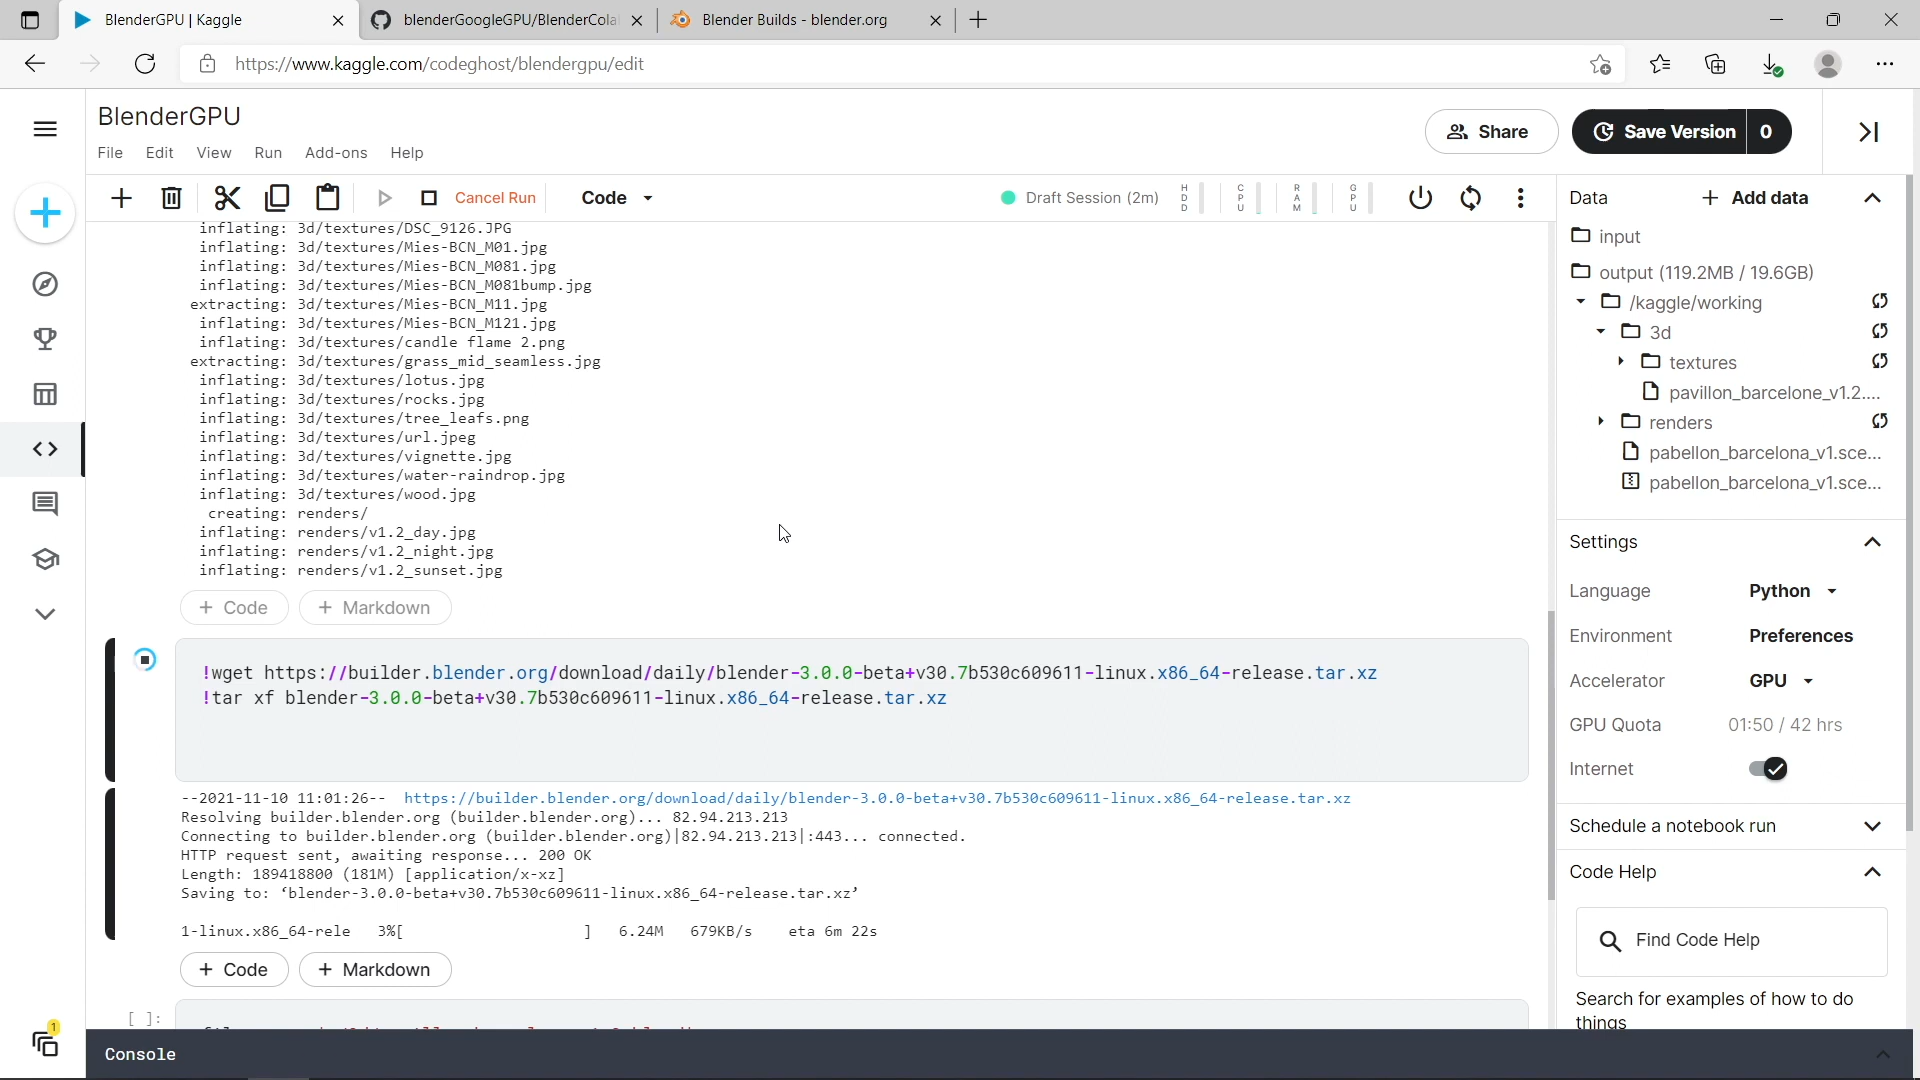 BlenderGPU | Kaggle
blenderGoogleGPU/BlenderCola
Blender Builds - blender.org
https://www.kaggle.com/codeghost/blendergpu/edit
BlenderGPU
File Edit View Run Add-ons Help
Share
Save Version 0
Cancel Run
Code
Draft Session (2m)
HDD
CPU
RAM
GPU
inflating: 3d/textures/DSC_9126.JPG
inflating: 3d/textures/Mies-BCN_M01.jpg
inflating: 3d/textures/Mies-BCN_M081.jpg
inflating: 3d/textures/Mies-BCN_M081bump.jpg
extracting: 3d/textures/Mies-BCN_M11.jpg
inflating: 3d/textures/Mies-BCN_M121.jpg
inflating: 3d/textures/candle flame 2.png
extracting: 3d/textures/grass_mid_seamless.jpg
inflating: 3d/textures/lotus.jpg
inflating: 3d/textures/rocks.jpg
inflating: 3d/textures/tree_leafs.png
inflating: 3d/textures/url.jpeg
inflating: 3d/textures/vignette.jpg
inflating: 3d/textures/water-raindrop.jpg
inflating: 3d/textures/wood.jpg
creating: renders/
inflating: renders/v1.2_day.jpg
inflating: renders/v1.2_night.jpg
inflating: renders/v1.2_sunset.jpg
+ Code + Markdown
!wget https://builder.blender.org/download/daily/blender-3.0.0-beta+v30.7b530c609611-linux.x86_64-release.tar.xz
!tar xf blender-3.0.0-beta+v30.7b530c609611-linux.x86_64-release.tar.xz
--2021-11-10 11:01:26-- https://builder.blender.org/download/daily/blender-3.0.0-beta+v30.7b530c609611-linux.x86_64-release.tar.xz
Resolving builder.blender.org (builder.blender.org)... 82.94.213.213
Connecting to builder.blender.org (builder.blender.org)|82.94.213.213|:443... connected.
HTTP request sent, awaiting response... 200 OK
Length: 189418800 (181M) [application/x-xz]
Saving to: ‘blender-3.0.0-beta+v30.7b530c609611-linux.x86_64-release.tar.xz’
1-linux.x86_64-rele 3%[ ] 6.24M 679KB/s eta 6m 22s
+ Code + Markdown
[ ]:
Console
1
Data
+ Add data
input
output (119.2MB / 19.6GB)
/kaggle/working
3d
textures
pavillon_barcelone_v1.2....
renders
pabellon_barcelona_v1.sce...
pabellon_barcelona_v1.sce...
Settings
Language Python
Environment Preferences
Accelerator GPU
GPU Quota 01:50 / 42 hrs
Internet
Schedule a notebook run
Code Help
Find Code Help
Search for examples of how to do
things